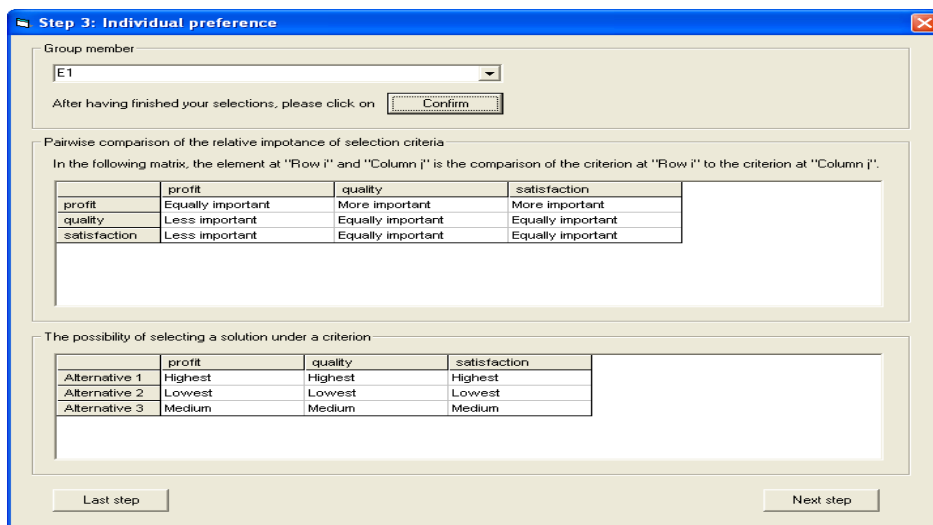 Step 3: Individual preference
Group member
E1
After having finished your selections, please click on Confirm
Pairwise comparison of the relative impotance of selection criteria
In the following matrix, the element at "Row i" and "Column j" is the comparison of the criterion at "Row i" to the criterion at "Column j".
profit quality satisfaction
profit Equally important More important More important
quality Less important Equally important Equally important
satisfaction Less important Equally important Equally important
The possibility of selecting a solution under a criterion
profit quality satisfaction
Alternative 1 Highest Highest Highest
Alternative 2 Lowest Lowest Lowest
Alternative 3 Medium Medium Medium
Last step Next step